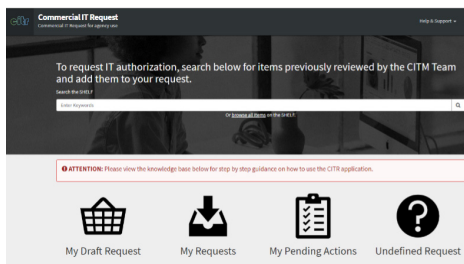 citr
Commercial IT Request
Commercial IT Request for agency use
Help & Support
To request IT authorization, search below for items previously reviewed by the CITM Team
and add them to your request.
Search the SHELF
Enter Keywords
Or browse all items on the SHELF.
ATTENTION: Please view the knowledge base below for step by step guidance on how to use the CITR application.
My Draft Request
My Requests
My Pending Actions
Undefined Request